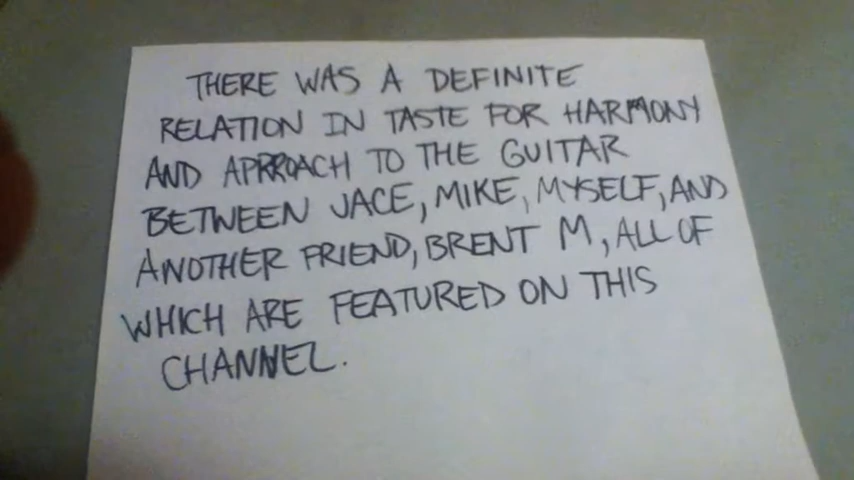 THERE WAS A DEFINITE
RELATION IN TASTE FOR HARMONY
AND APRROACH TO THE GUITAR
BETWEEN JACE, MIKE, MYSELF, AND
ANOTHER FRIEND, BRENT M, ALL OF
WHICH ARE FEATURED ON THIS
CHANNEL.